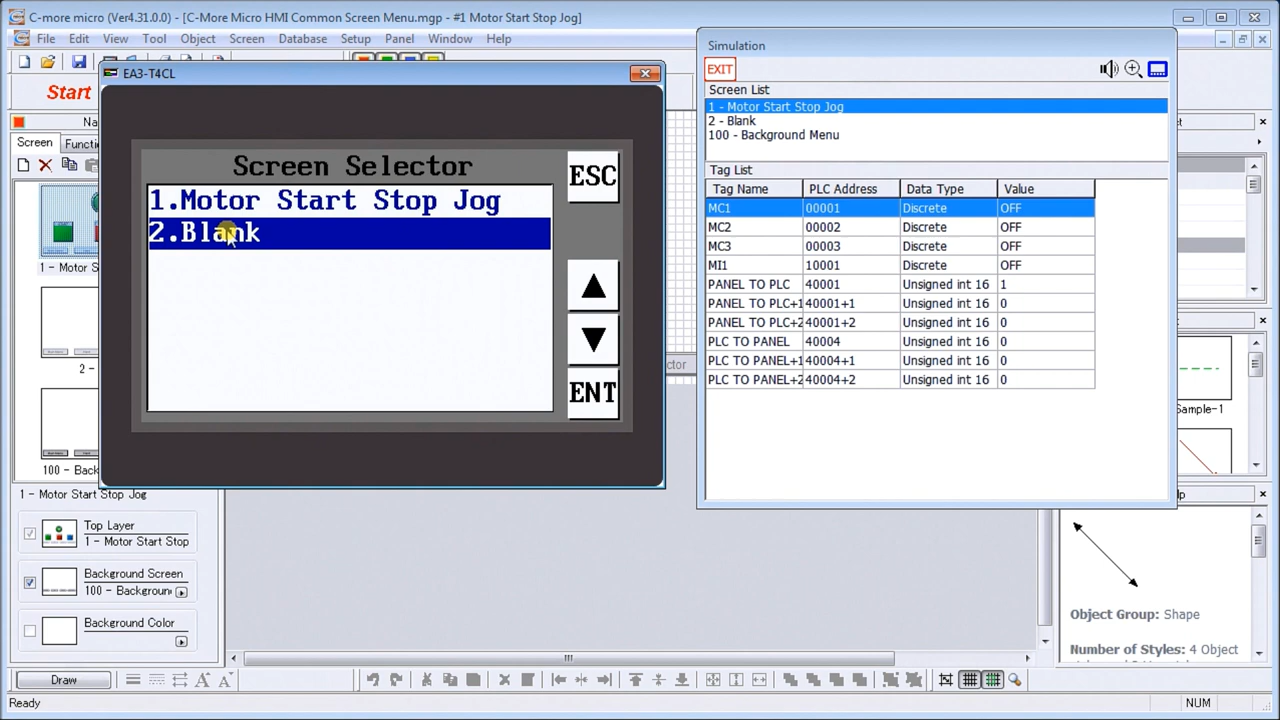 C-more micro (Ver4.31.0.0) - [C-More Micro HMI Common Screen Menu.mgp - #1 Motor Start Stop Jog]
File Edit View Tool Object Screen Database Setup Panel Window Help
Simulation
EXIT
Screen List
1 - Motor Start Stop Jog
2 - Blank
100 - Background Menu
Tag List
Tag Name PLC Address Data Type Value
MC1 00001 Discrete OFF
MC2 00002 Discrete OFF
MC3 00003 Discrete OFF
MI1 10001 Discrete OFF
PANEL TO PLC 40001 Unsigned int 16 1
PANEL TO PLC+1 40001+1 Unsigned int 16 0
PANEL TO PLC+2 40001+2 Unsigned int 16 0
PLC TO PANEL 40004 Unsigned int 16 0
PLC TO PANEL+1 40004+1 Unsigned int 16 0
PLC TO PANEL+2 40004+2 Unsigned int 16 0
EA3-T4CL
Screen Selector
1.Motor Start Stop Jog
2.Blank
ESC
ENT
Start
Na
Screen Functi
1 - Motor S
2 -
100 - Backg
1 - Motor Start Stop Jog
Top Layer
1 - Motor Start Stop
Background Screen
100 - Backgroun
Background Color
ctor
Sample-1
Object Group: Shape
Number of Styles: 4 Object
Draw
Ready
NUM